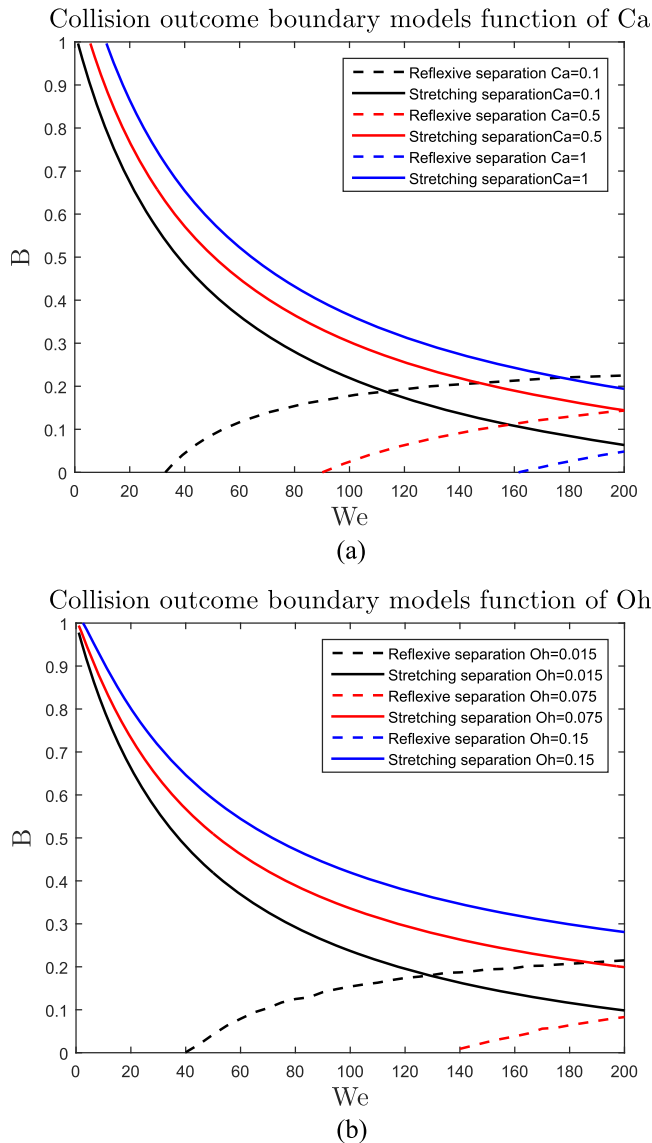 Collision outcome boundary models function of Ca
1
0.9
0.8
0.7
0.6
0.5
0.4
0.3
0.2
0.1
0
B
Reflexive separation Ca=0.1
Stretching separationCa=0.1
Reflexive separation Ca=0.5
Stretching separationCa=0.5
Reflexive separation Ca=1
Stretching separationCa=1
0 20 40 60 80 100 120 140 160 180 200
We
(a)
Collision outcome boundary models function of Oh
1
0.9
0.8
0.7
0.6
0.5
0.4
0.3
0.2
0.1
0
B
Reflexive separation Oh=0.015
Stretching separation Oh=0.015
Reflexive separation Oh=0.075
Stretching separation Oh=0.075
Reflexive separation Oh=0.15
Stretching separation Oh=0.15
0 20 40 60 80 100 120 140 160 180 200
We
(b)